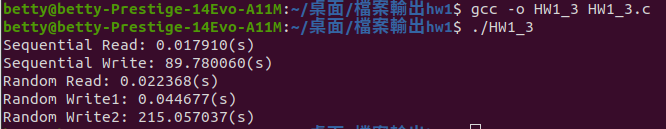 betty@betty-Prestige-14Evo-A11M:~/桌面/檔案輸出hw1$ gcc -o HW1_3 HW1_3.c
betty@betty-Prestige-14Evo-A11M:~/桌面/檔案輸出hw1$ ./HW1_3
Sequential Read: 0.017910(s)
Sequential Write: 89.780060(s)
Random Read: 0.022368(s)
Random Write1: 0.044677(s)
Random Write2: 215.057037(s)